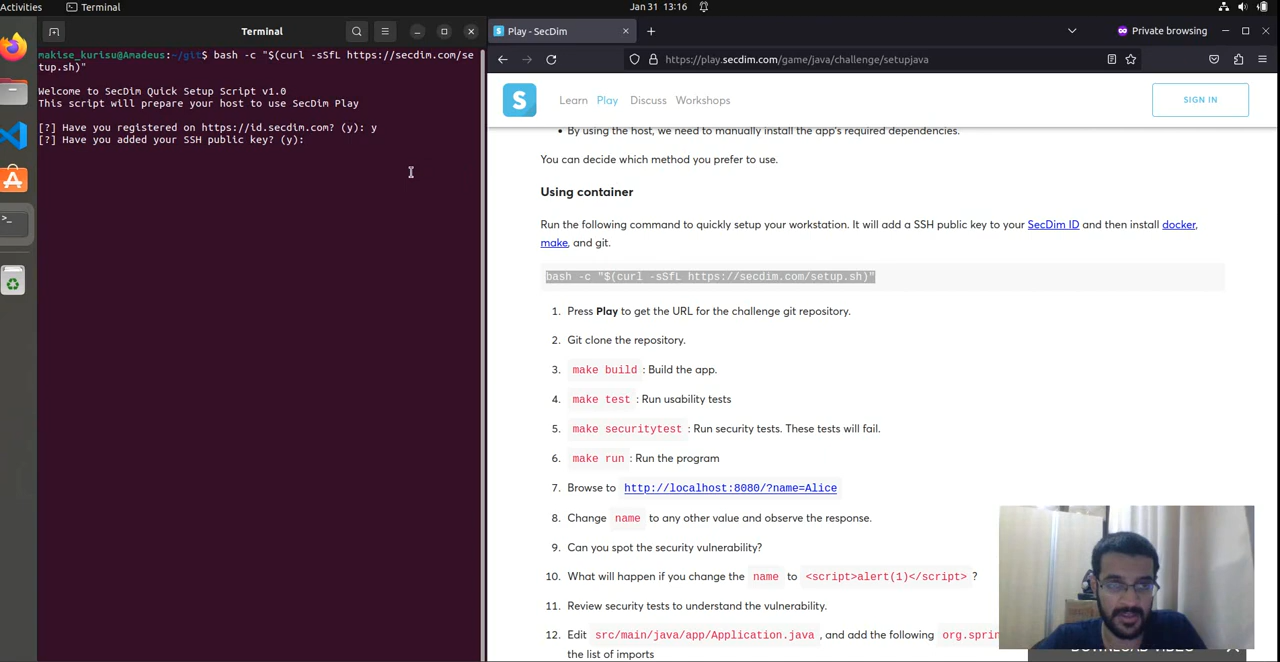 Activities
Terminal
Jan 31 13:16
Terminal
makise_kurisu@Amadeus:~/git$ bash -c "$(curl -sSfL https://secdim.com/se
tup.sh)"
Welcome to SecDim Quick Setup Script v1.0
This script will prepare your host to use SecDim Play
[?] Have you registered on https://id.secdim.com? (y): y
[?] Have you added your SSH public key? (y):
Play - SecDim
Private browsing
https://play.secdim.com/game/java/challenge/setupjava
S
Learn
Play
Discuss
Workshops
SIGN IN
• By using the host, we need to manually install the app's required dependencies.
You can decide which method you prefer to use.
Using container
Run the following command to quickly setup your workstation. It will add a SSH public key to your SecDim ID and then install docker,
make, and git.
bash -c "$(curl -sSfL https://secdim.com/setup.sh)"
1. Press Play to get the URL for the challenge git repository.
2. Git clone the repository.
3. make build : Build the app.
4. make test : Run usability tests
5. make securitytest : Run security tests. These tests will fail.
6. make run : Run the program
7. Browse to http://localhost:8080/?name=Alice
8. Change name to any other value and observe the response.
9. Can you spot the security vulnerability?
10. What will happen if you change the name to <script>alert(1)</script> ?
11. Review security tests to understand the vulnerability.
12. Edit src/main/java/app/Application.java , and add the following org.sprin
the list of imports
DOWNLOAD VIDEO